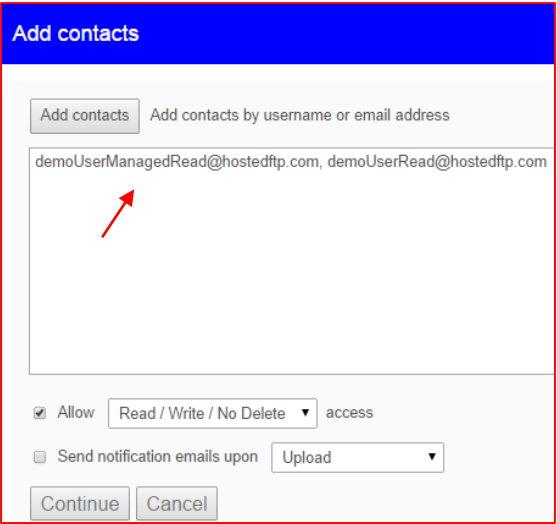 Add contacts
Add contacts Add contacts by username or email address
demoUserManagedRead@hostedftp.com, demoUserRead@hostedftp.com
Allow Read / Write / No Delete access
Send notification emails upon Upload
Continue Cancel